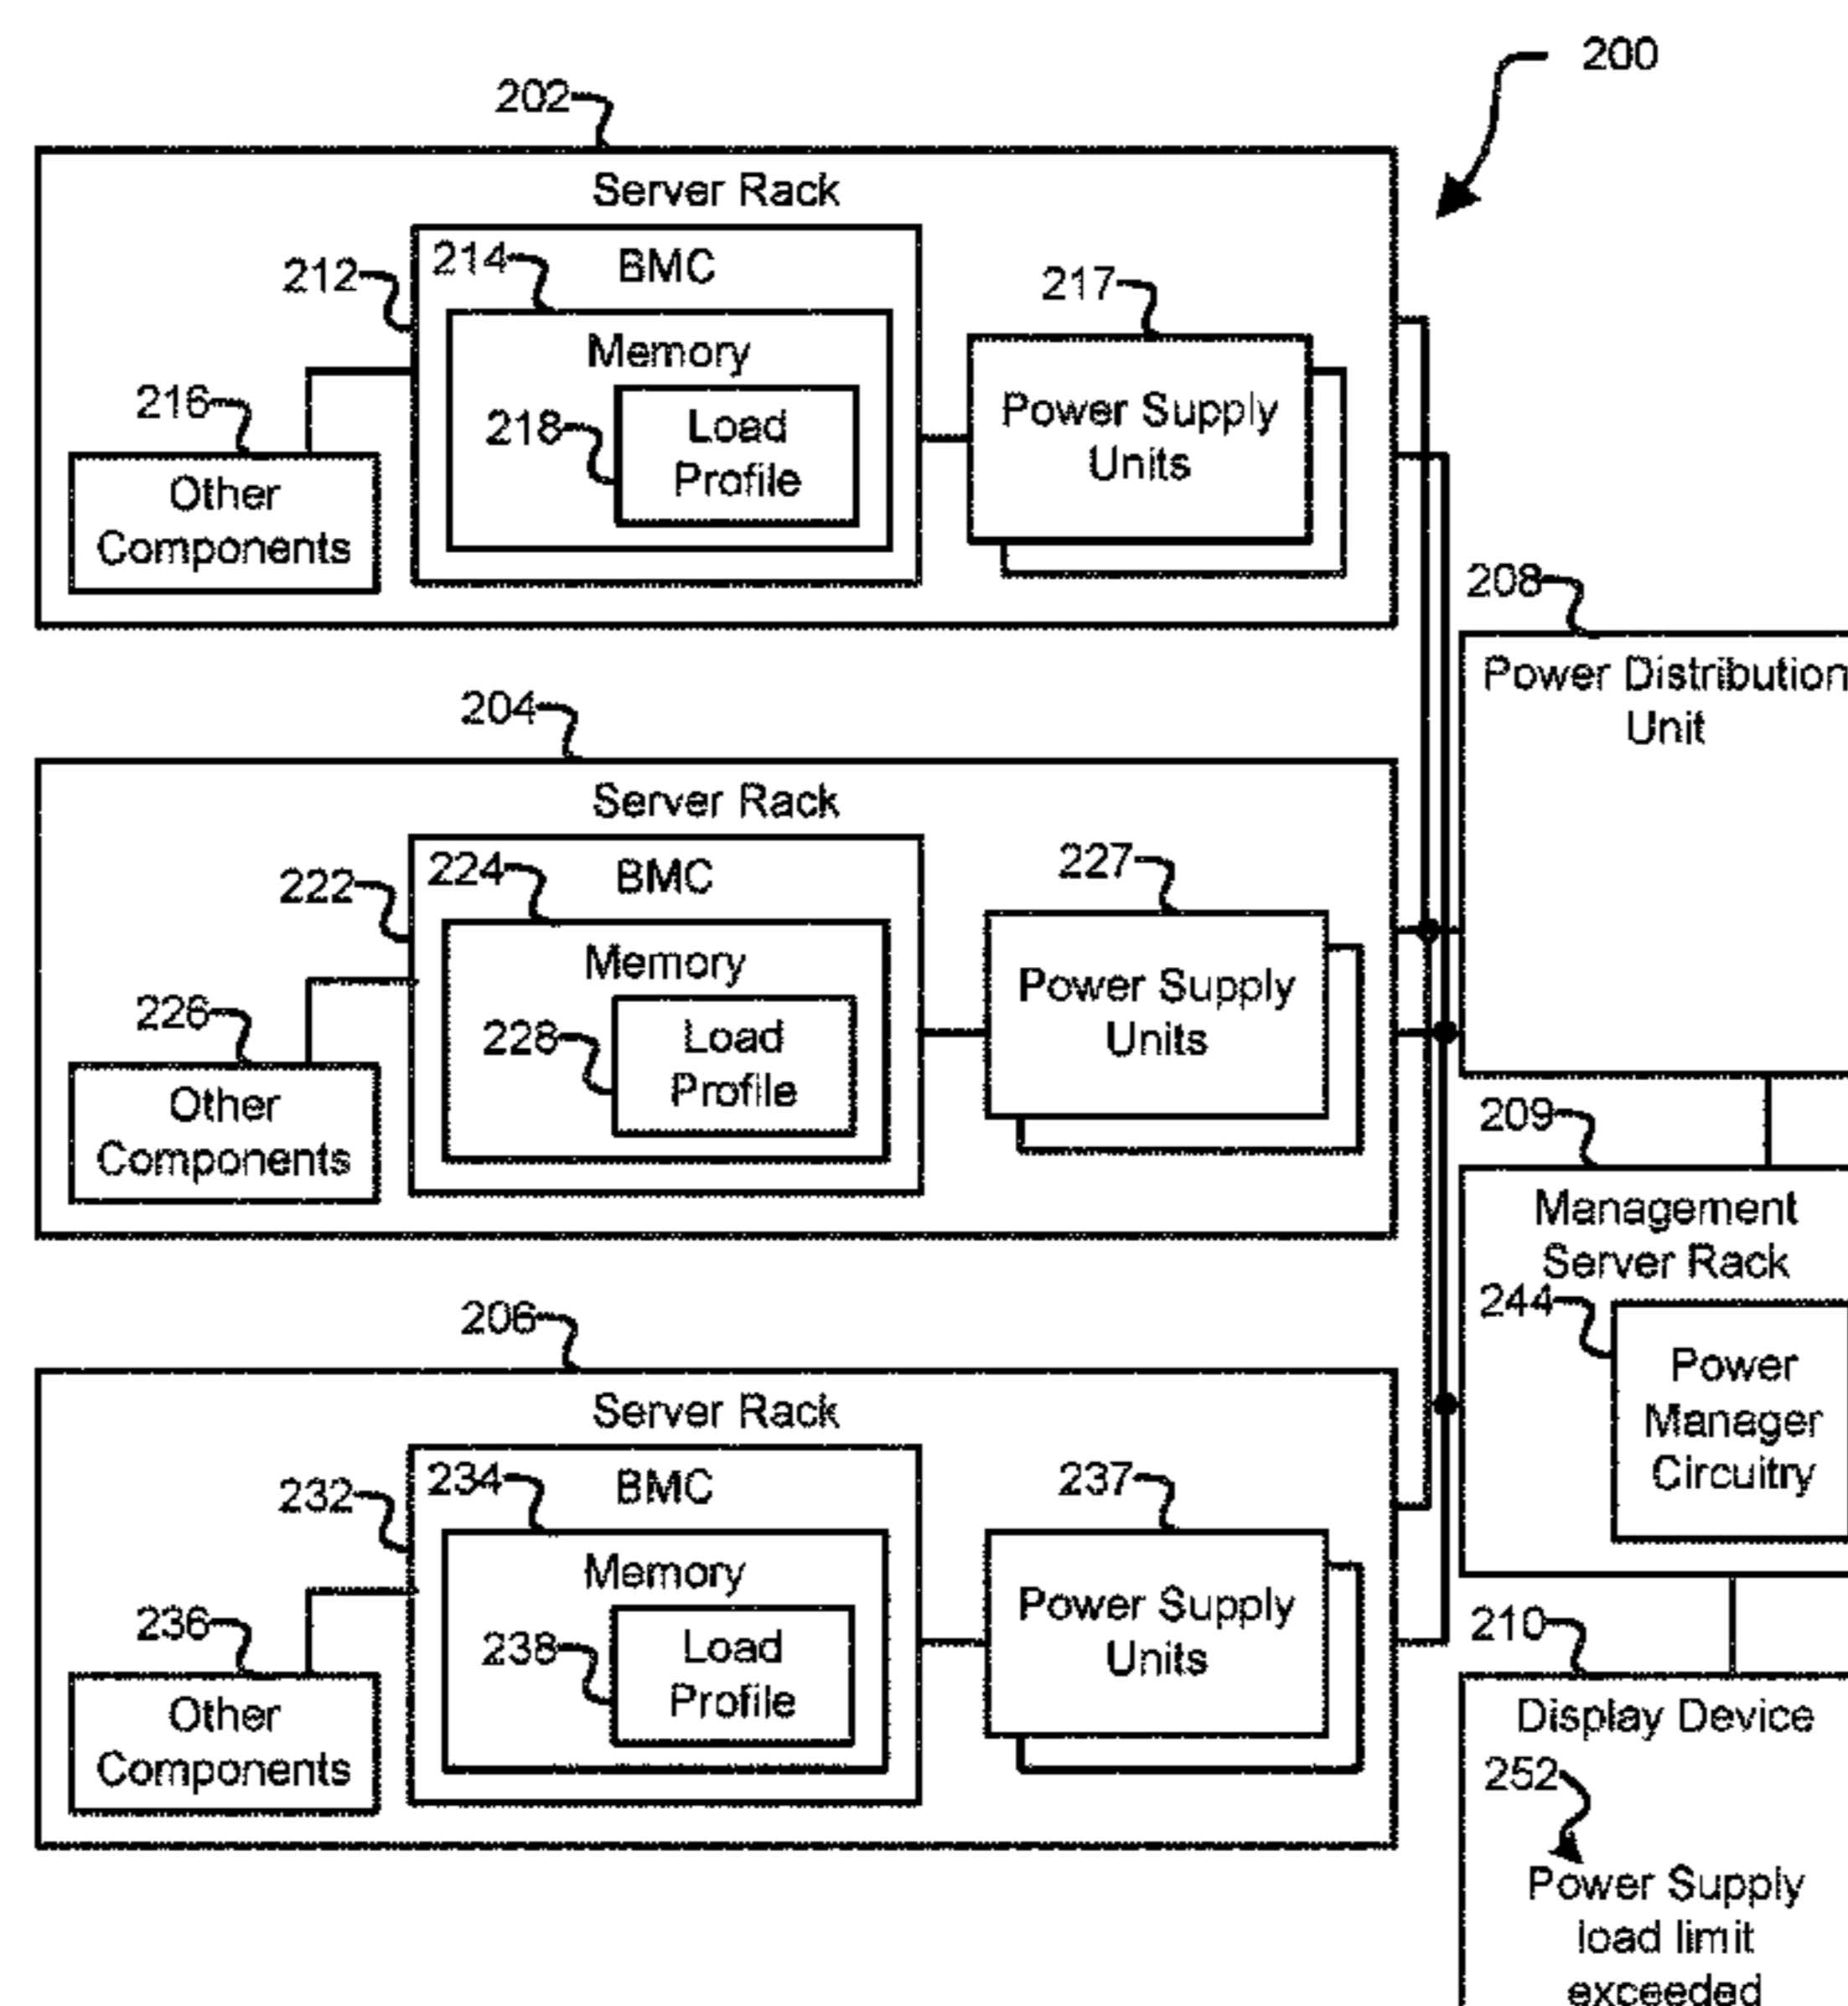 200
202
Server Rack
212
214
BMC
Memory
216
218
Load
Profile
Other
Components
217
Power Supply
Units
208
Power Distribution
Unit
204
Server Rack
222
224
BMC
Memory
226
228
Load
Profile
Other
Components
227
Power Supply
Units
209
Management
Server Rack
244
Power
Manager
Circuitry
206
Server Rack
232
234
BMC
Memory
236
238
Load
Profile
Other
Components
237
Power Supply
Units
210
Display Device
252
Power Supply
load limit
exceeded